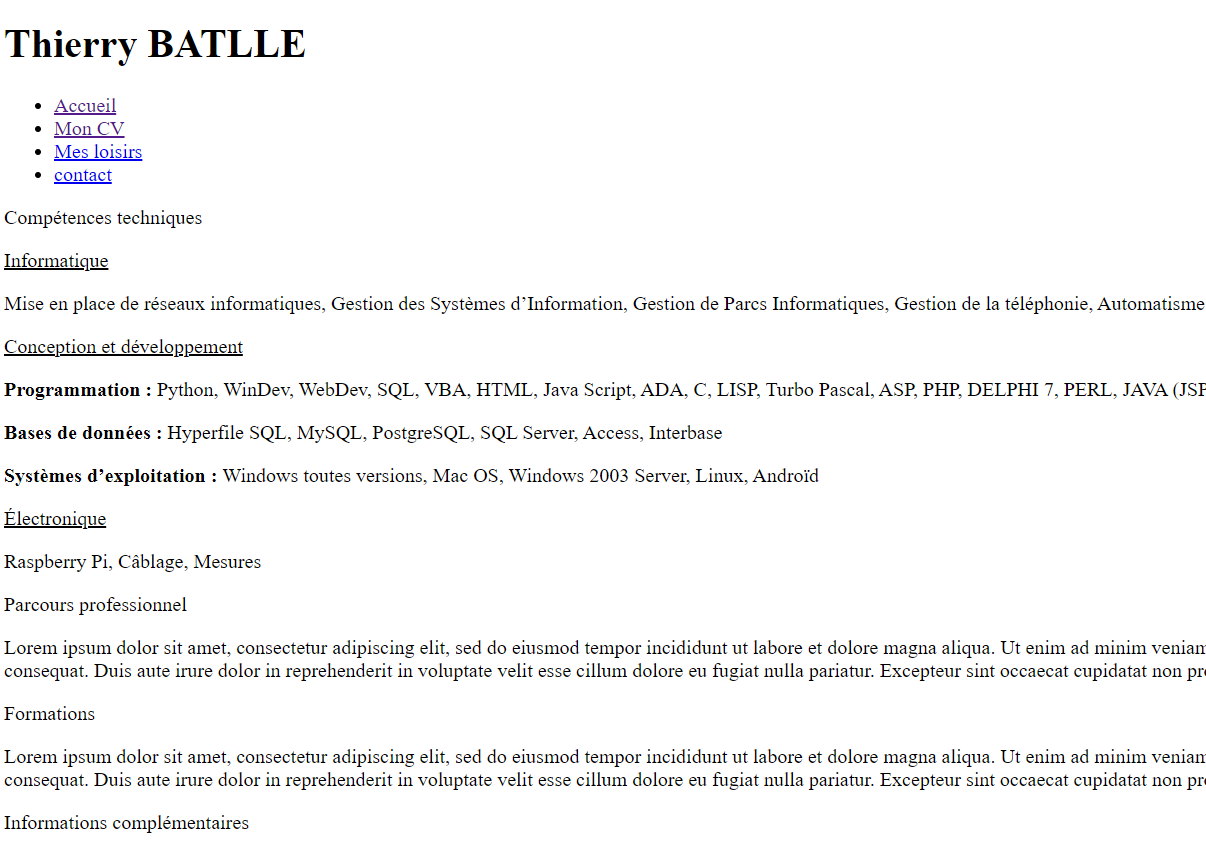 Thierry BATLLE
Accueil
Mon CV
Mes loisirs
contact
Compétences techniques
Informatique
Mise en place de réseaux informatiques, Gestion des Systèmes d’Information, Gestion de Parcs Informatiques, Gestion de la téléphonie, Automatisme
Conception et développement
Programmation : Python, WinDev, WebDev, SQL, VBA, HTML, Java Script, ADA, C, LISP, Turbo Pascal, ASP, PHP, DELPHI 7, PERL, JAVA (JSP
Bases de données : Hyperfile SQL, MySQL, PostgreSQL, SQL Server, Access, Interbase
Systèmes d’exploitation : Windows toutes versions, Mac OS, Windows 2003 Server, Linux, Androïd
Électronique
Raspberry Pi, Câblage, Mesures
Parcours professionnel
Lorem ipsum dolor sit amet, consectetur adipiscing elit, sed do eiusmod tempor incididunt ut labore et dolore magna aliqua. Ut enim ad minim veniam
consequat. Duis aute irure dolor in reprehenderit in voluptate velit esse cillum dolore eu fugiat nulla pariatur. Excepteur sint occaecat cupidatat non
Formations
Lorem ipsum dolor sit amet, consectetur adipiscing elit, sed do eiusmod tempor incididunt ut labore et dolore magna aliqua. Ut enim ad minim veniam
consequat. Duis aute irure dolor in reprehenderit in voluptate velit esse cillum dolore eu fugiat nulla pariatur. Excepteur sint occaecat cupidatat non
Informations complémentaires